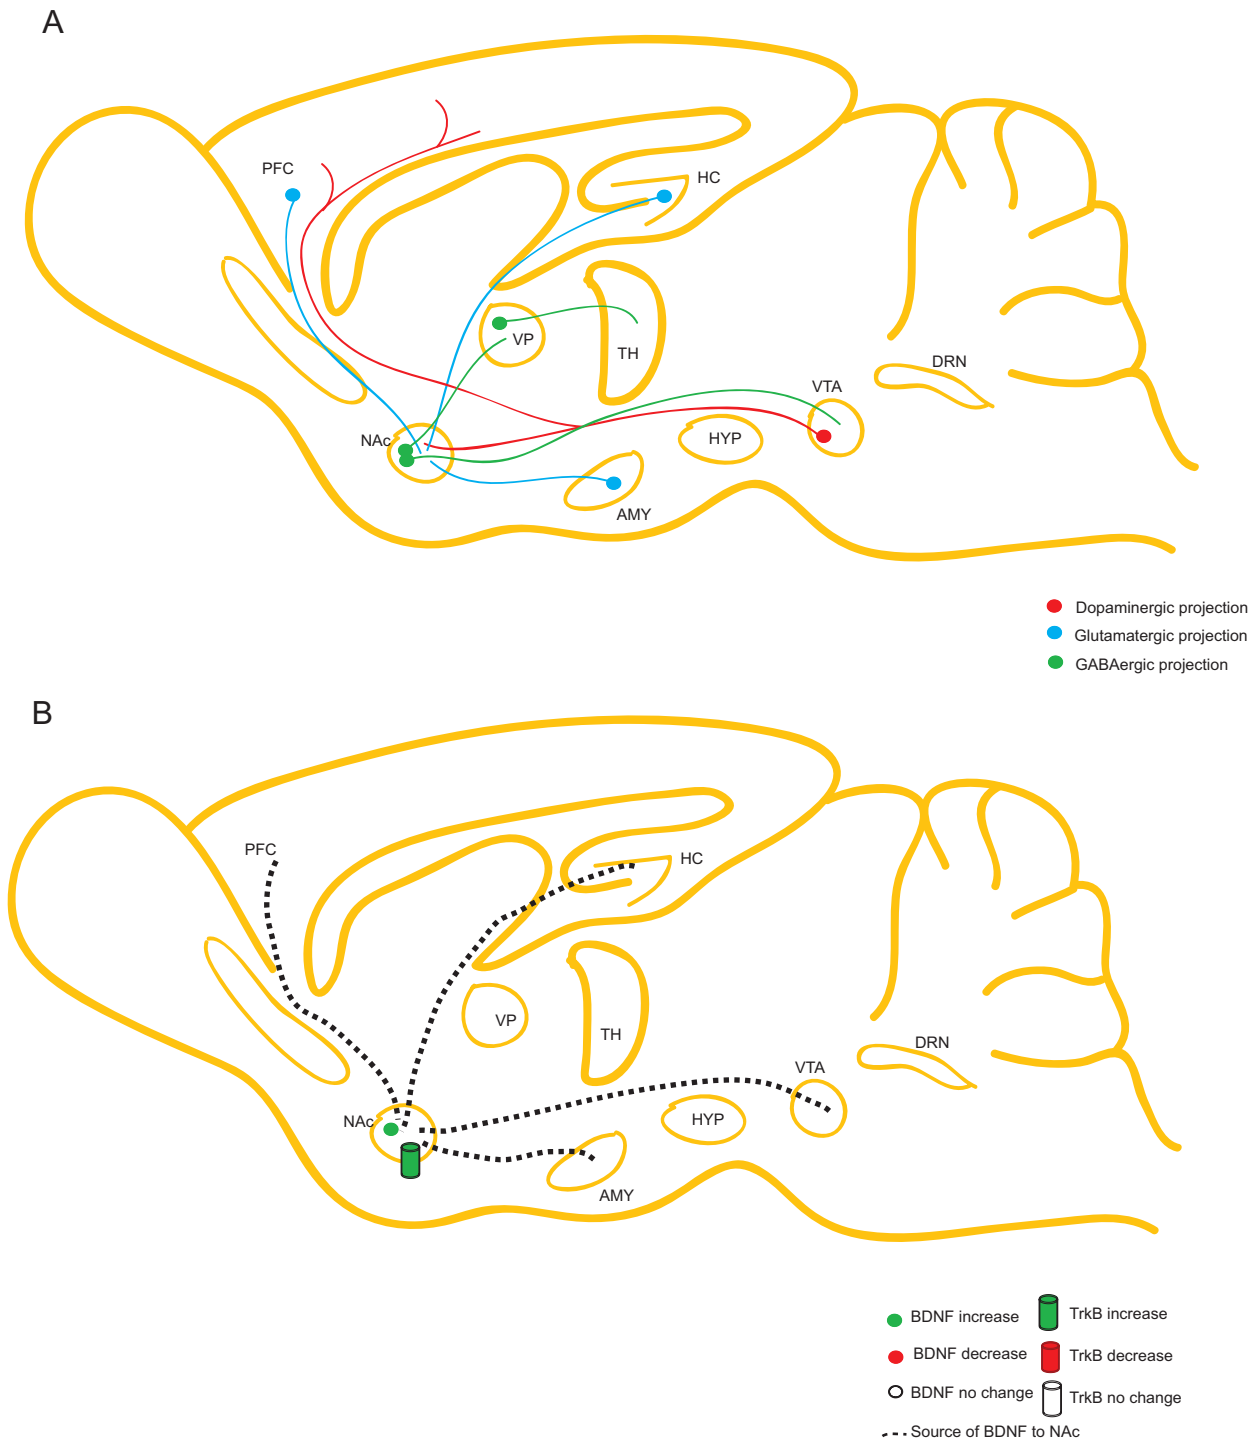 A
PFC
HC
VP
TH
DRN
VTA
NAc
HYP
AMY
Dopaminergic projection
Glutamatergic projection
GABAergic projection
B
PFC
HC
VP
TH
DRN
VTA
NAc
HYP
AMY
BDNF increase TrkB increase
BDNF decrease TrkB decrease
BDNF no change TrkB no change
Source of BDNF to NAc